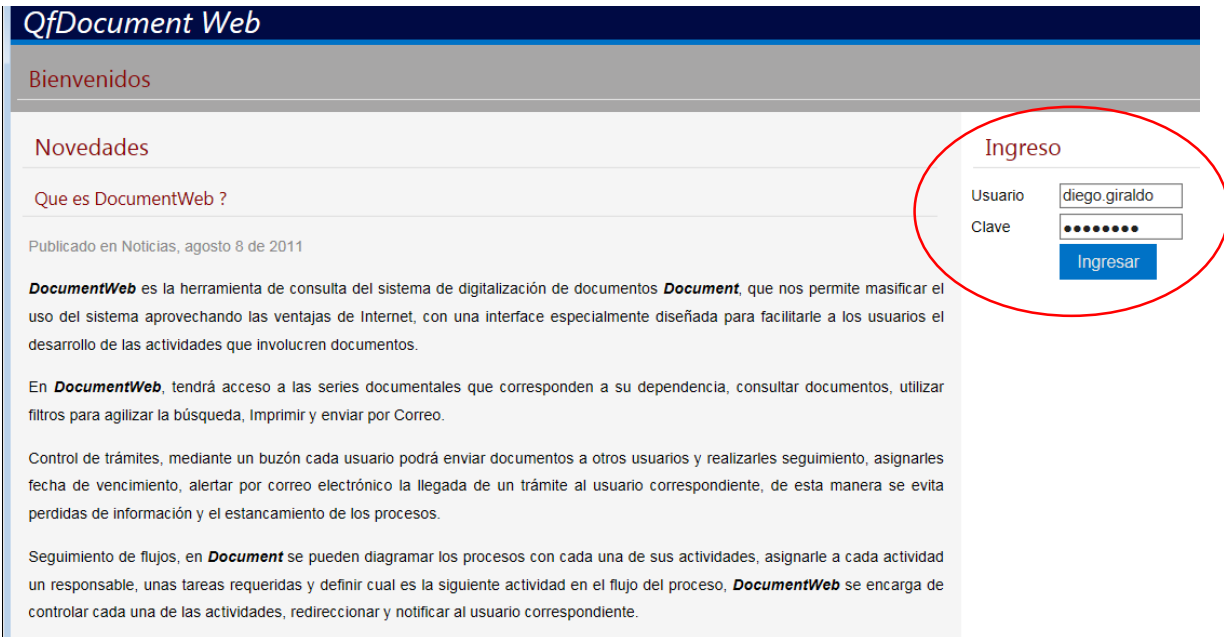 QfDocument Web
Bienvenidos
Novedades
Que es DocumentWeb ?
Publicado en Noticias, agosto 8 de 2011
DocumentWeb es la herramienta de consulta del sistema de digitalización de documentos Document, que nos permite masificar el
uso del sistema aprovechando las ventajas de Internet, con una interface especialmente diseñada para facilitarle a los usuarios el
desarrollo de las actividades que involucren documentos.
En DocumentWeb, tendrá acceso a las series documentales que corresponden a su dependencia, consultar documentos, utilizar
filtros para agilizar la búsqueda, Imprimir y enviar por Correo.
Control de trámites, mediante un buzón cada usuario podrá enviar documentos a otros usuarios y realizarles seguimiento, asignarles
fecha de vencimiento, alertar por correo electrónico la llegada de un trámite al usuario correspondiente, de esta manera se evita
perdidas de información y el estancamiento de los procesos.
Seguimiento de flujos, en Document se pueden diagramar los procesos con cada una de sus actividades, asignarle a cada actividad
un responsable, unas tareas requeridas y definir cual es la siguiente actividad en el flujo del proceso, DocumentWeb se encarga de
controlar cada una de las actividades, redireccionar y notificar al usuario correspondiente.
Ingreso
Usuario diego.giraldo
Clave ●●●●●●●●
Ingresar